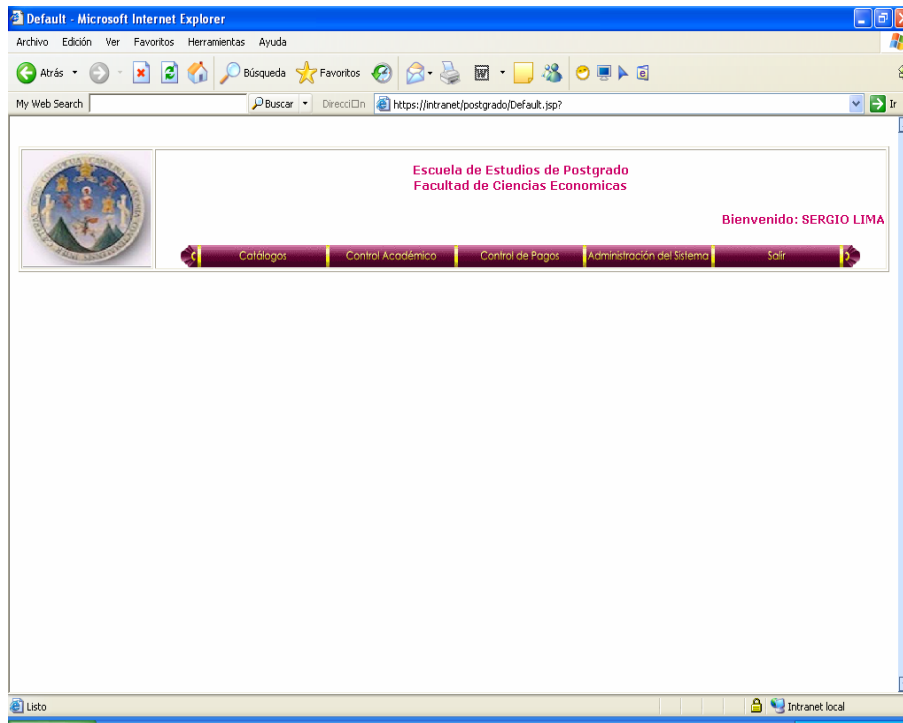 Default - Microsoft Internet Explorer
Archivo Edición Ver Favoritos Herramientas Ayuda
Atrás Búsqueda Favoritos
My Web Search Buscar Direcci□n https://intranet/postgrado/Default.jsp? Ir
Escuela de Estudios de Postgrado
Facultad de Ciencias Economicas
Bienvenido: SERGIO LIMA
Catálogos Control Académico Control de Pagos Administración del Sistema Salir
Listo Intranet local